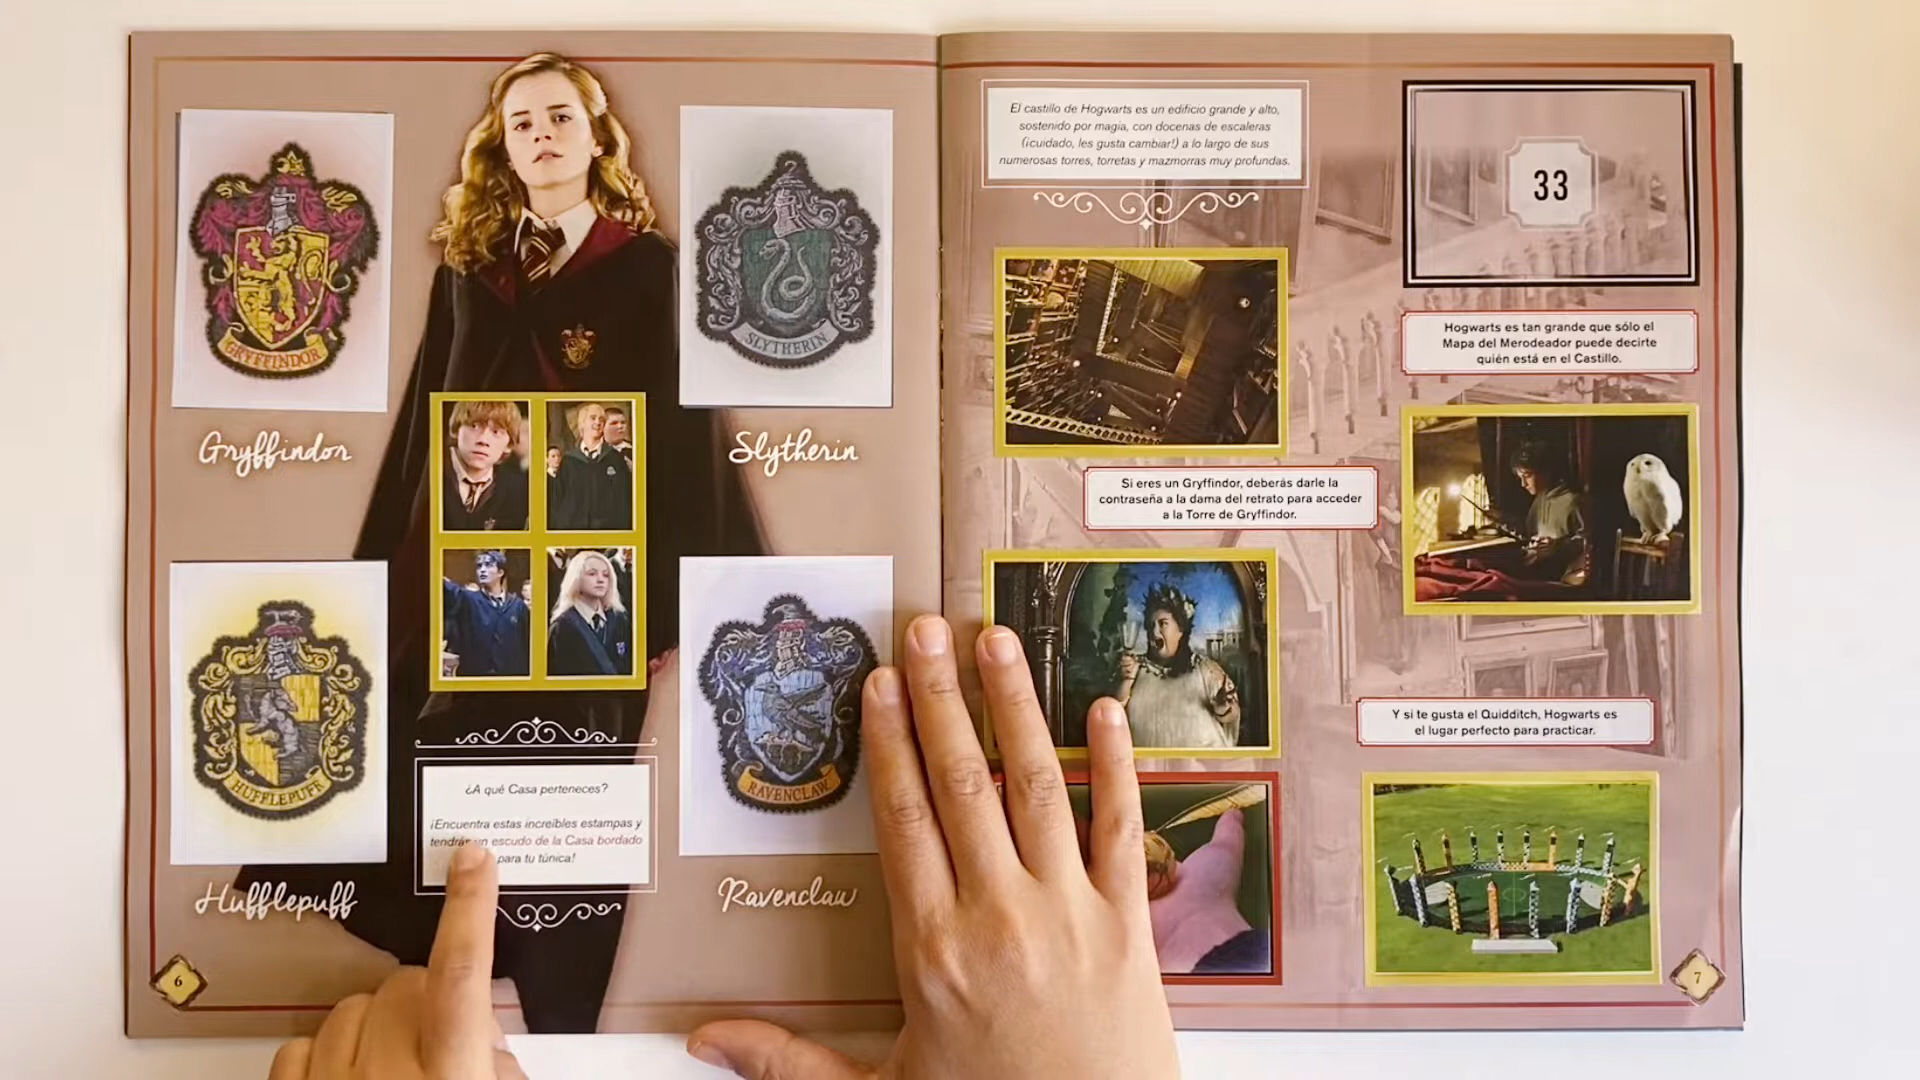 GRYFFINDOR
Gryffindor
SLYTHERIN
Slytherin
HUFFLEPUFF
Hufflepuff
RAVENCLAW
Ravenclaw
¿A qué Casa perteneces?
¡Encuentra estas increíbles estampas y
tendrás un escudo de la Casa bordado
para tu túnica!
6
El castillo de Hogwarts es un edificio grande y alto,
sostenido por magia, con docenas de escaleras
(¡cuidado, les gusta cambiar!) a lo largo de sus
numerosas torres, torretas y mazmorras muy profundas.
33
Hogwarts es tan grande que sólo el
Mapa del Merodeador puede decirte
quién está en el Castillo.
Si eres un Gryffindor, deberás darle la
contraseña a la dama del retrato para acceder
a la Torre de Gryffindor.
Y si te gusta el Quidditch, Hogwarts es
el lugar perfecto para practicar.
7